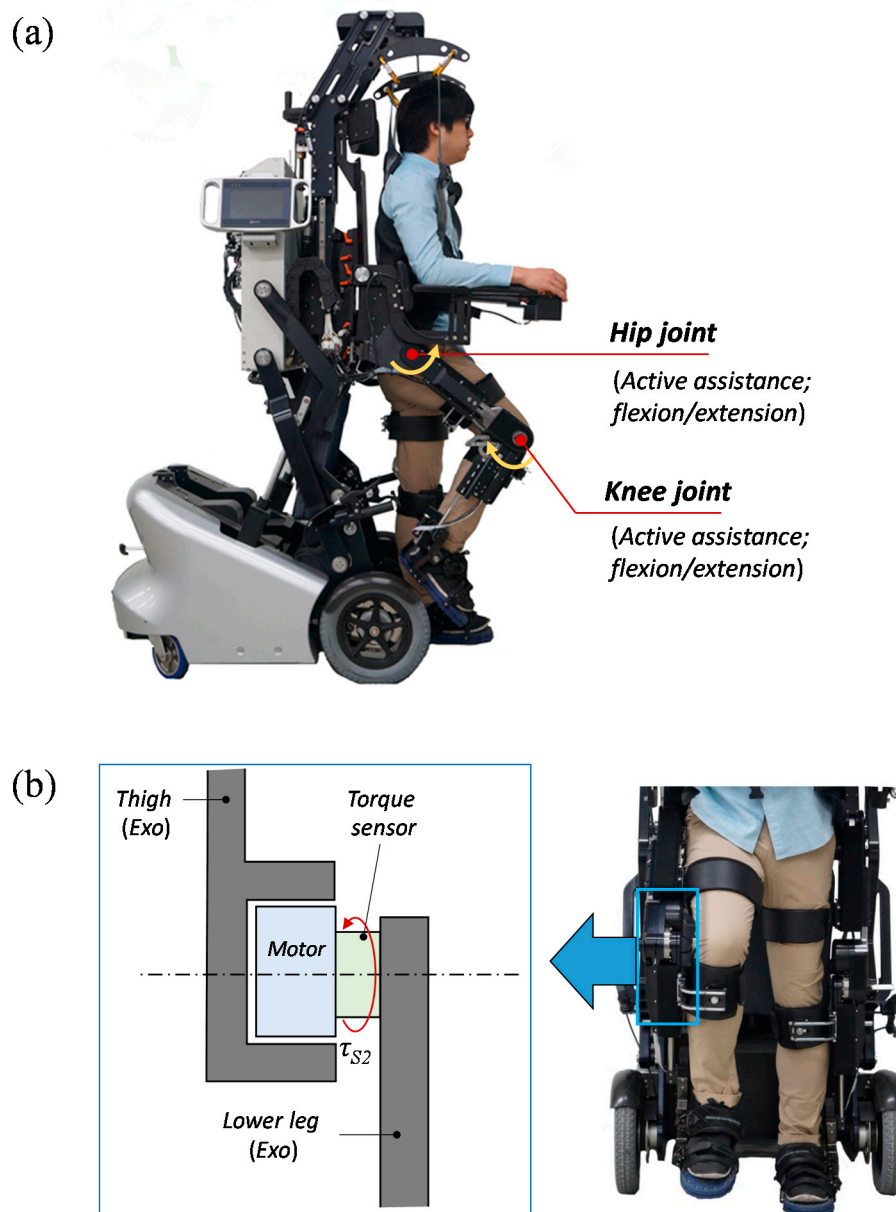 (a)
Hip joint
(Active assistance;
flexion/extension)
Knee joint
(Active assistance;
flexion/extension)
(b)
Thigh
(Exo)
Torque
sensor
Motor
τS2
Lower leg
(Exo)